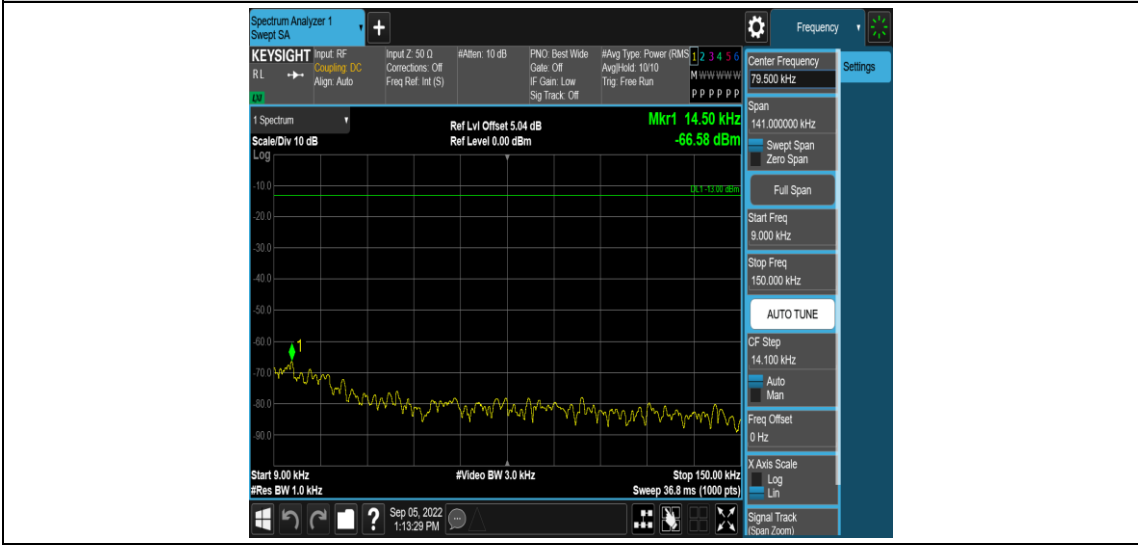 Spectrum Analyzer 1
Swept SA
+
Frequency
KEYSIGHT
RL
LM
Input: RF
Coupling: DC
Align: Auto
Input Z: 50 Ω
Corrections: Off
Freq Ref: Int (S)
#Atten: 10 dB
PNO: Best Wide
Gate: Off
IF Gain: Low
Sig Track: Off
#Avg Type: Power (RMS
Avg|Hold: 10/10
Trig: Free Run
1 2 3 4 5 6
M W W W W W
P P P P P P
1 Spectrum
Scale/Div 10 dB
Ref Lvl Offset 5.04 dB
Ref Level 0.00 dBm
Mkr1 14.50 kHz
-66.58 dBm
Log
-10.0
DL1 -13.00 dBm
-20.0
-30.0
-40.0
-50.0
-60.0
1
-70.0
-80.0
-90.0
Start 9.00 kHz
#Video BW 3.0 kHz
Stop 150.00 kHz
#Res BW 1.0 kHz
Sweep 36.8 ms (1000 pts)
?
Sep 05, 2022
1:13:29 PM
Center Frequency
79.500 kHz
Settings
Span
141.000000 kHz
Swept Span
Zero Span
Full Span
Start Freq
9.000 kHz
Stop Freq
150.000 kHz
AUTO TUNE
CF Step
14.100 kHz
Auto
Man
Freq Offset
0 Hz
X Axis Scale
Log
Lin
Signal Track
(Span Zoom)